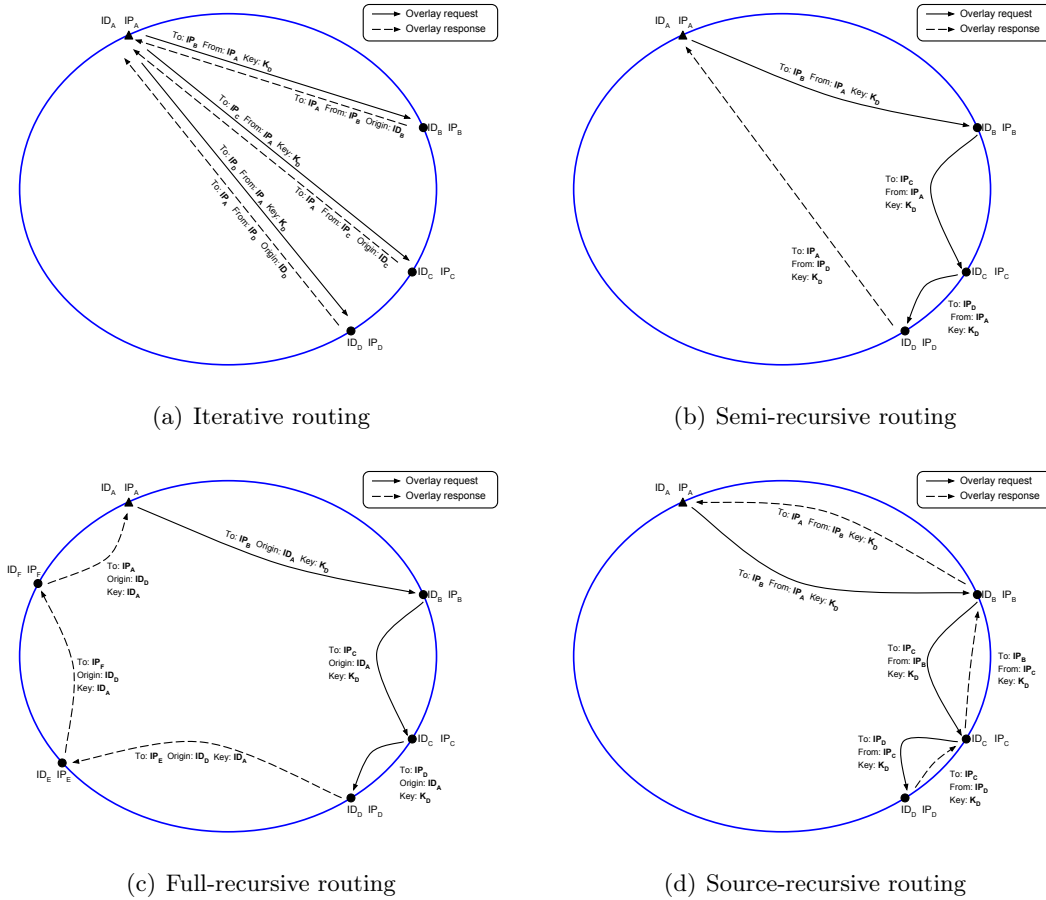 ID_A IP_A
Overlay request
Overlay response
To: IP_B From: IP_A Key: K_D
To: IP_A From: IP_B Origin: ID_B
To: IP_C From: IP_A Key: K_D
To: IP_A From: IP_C Origin: ID_C
To: IP_D From: IP_A Key: K_D
To: IP_A From: IP_D Origin: ID_D
ID_B IP_B
ID_C IP_C
ID_D IP_D
(a) Iterative routing
ID_A IP_A
Overlay request
Overlay response
To: IP_B From: IP_A Key: K_D
ID_B IP_B
To: IP_C
From: IP_A
Key: K_D
To: IP_A
From: IP_D
Key: K_D
ID_C IP_C
To: IP_D
From: IP_A
Key: K_D
ID_D IP_D
(b) Semi-recursive routing
ID_A IP_A
Overlay request
Overlay response
To: IP_B Origin: ID_A Key: K_D
ID_F IP_F
To: IP_A
Origin: ID_D
Key: ID_A
ID_B IP_B
To: IP_C
Origin: ID_A
Key: K_D
To: IP_F
Origin: ID_D
Key: ID_A
ID_C IP_C
To: IP_E Origin: ID_D Key: ID_A
ID_E IP_E
To: IP_D
Origin: ID_A
Key: K_D
ID_D IP_D
(c) Full-recursive routing
ID_A IP_A
Overlay request
Overlay response
To: IP_A From: IP_B Key: K_D
To: IP_B From: IP_A Key: K_D
ID_B IP_B
To: IP_C
From: IP_B
Key: K_D
To: IP_B
From: IP_C
Key: K_D
ID_C IP_C
To: IP_D
From: IP_C
Key: K_D
To: IP_C
From: IP_D
Key: K_D
ID_D IP_D
(d) Source-recursive routing